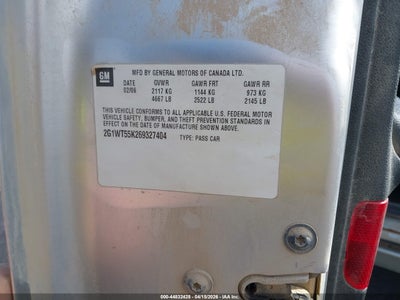 GM
MFD BY GENERAL MOTORS OF CANADA LTD.
DATE GVWR GAWR FRT GAWR RR
02/06 2117 KG 1144 KG 973 KG
4667 LB 2522 LB 2145 LB
THIS VEHICLE CONFORMS TO ALL APPLICABLE U.S. FEDERAL MOTOR
VEHICLE SAFETY, BUMPER, AND THEFT PREVENTION STANDARDS IN
EFFECT ON THE DATE OF MANUFACTURE SHOWN ABOVE.
2G1WT55K269327404 TYPE: PASS CAR
000-44833428 - 04/15/2026 - IAA Inc.